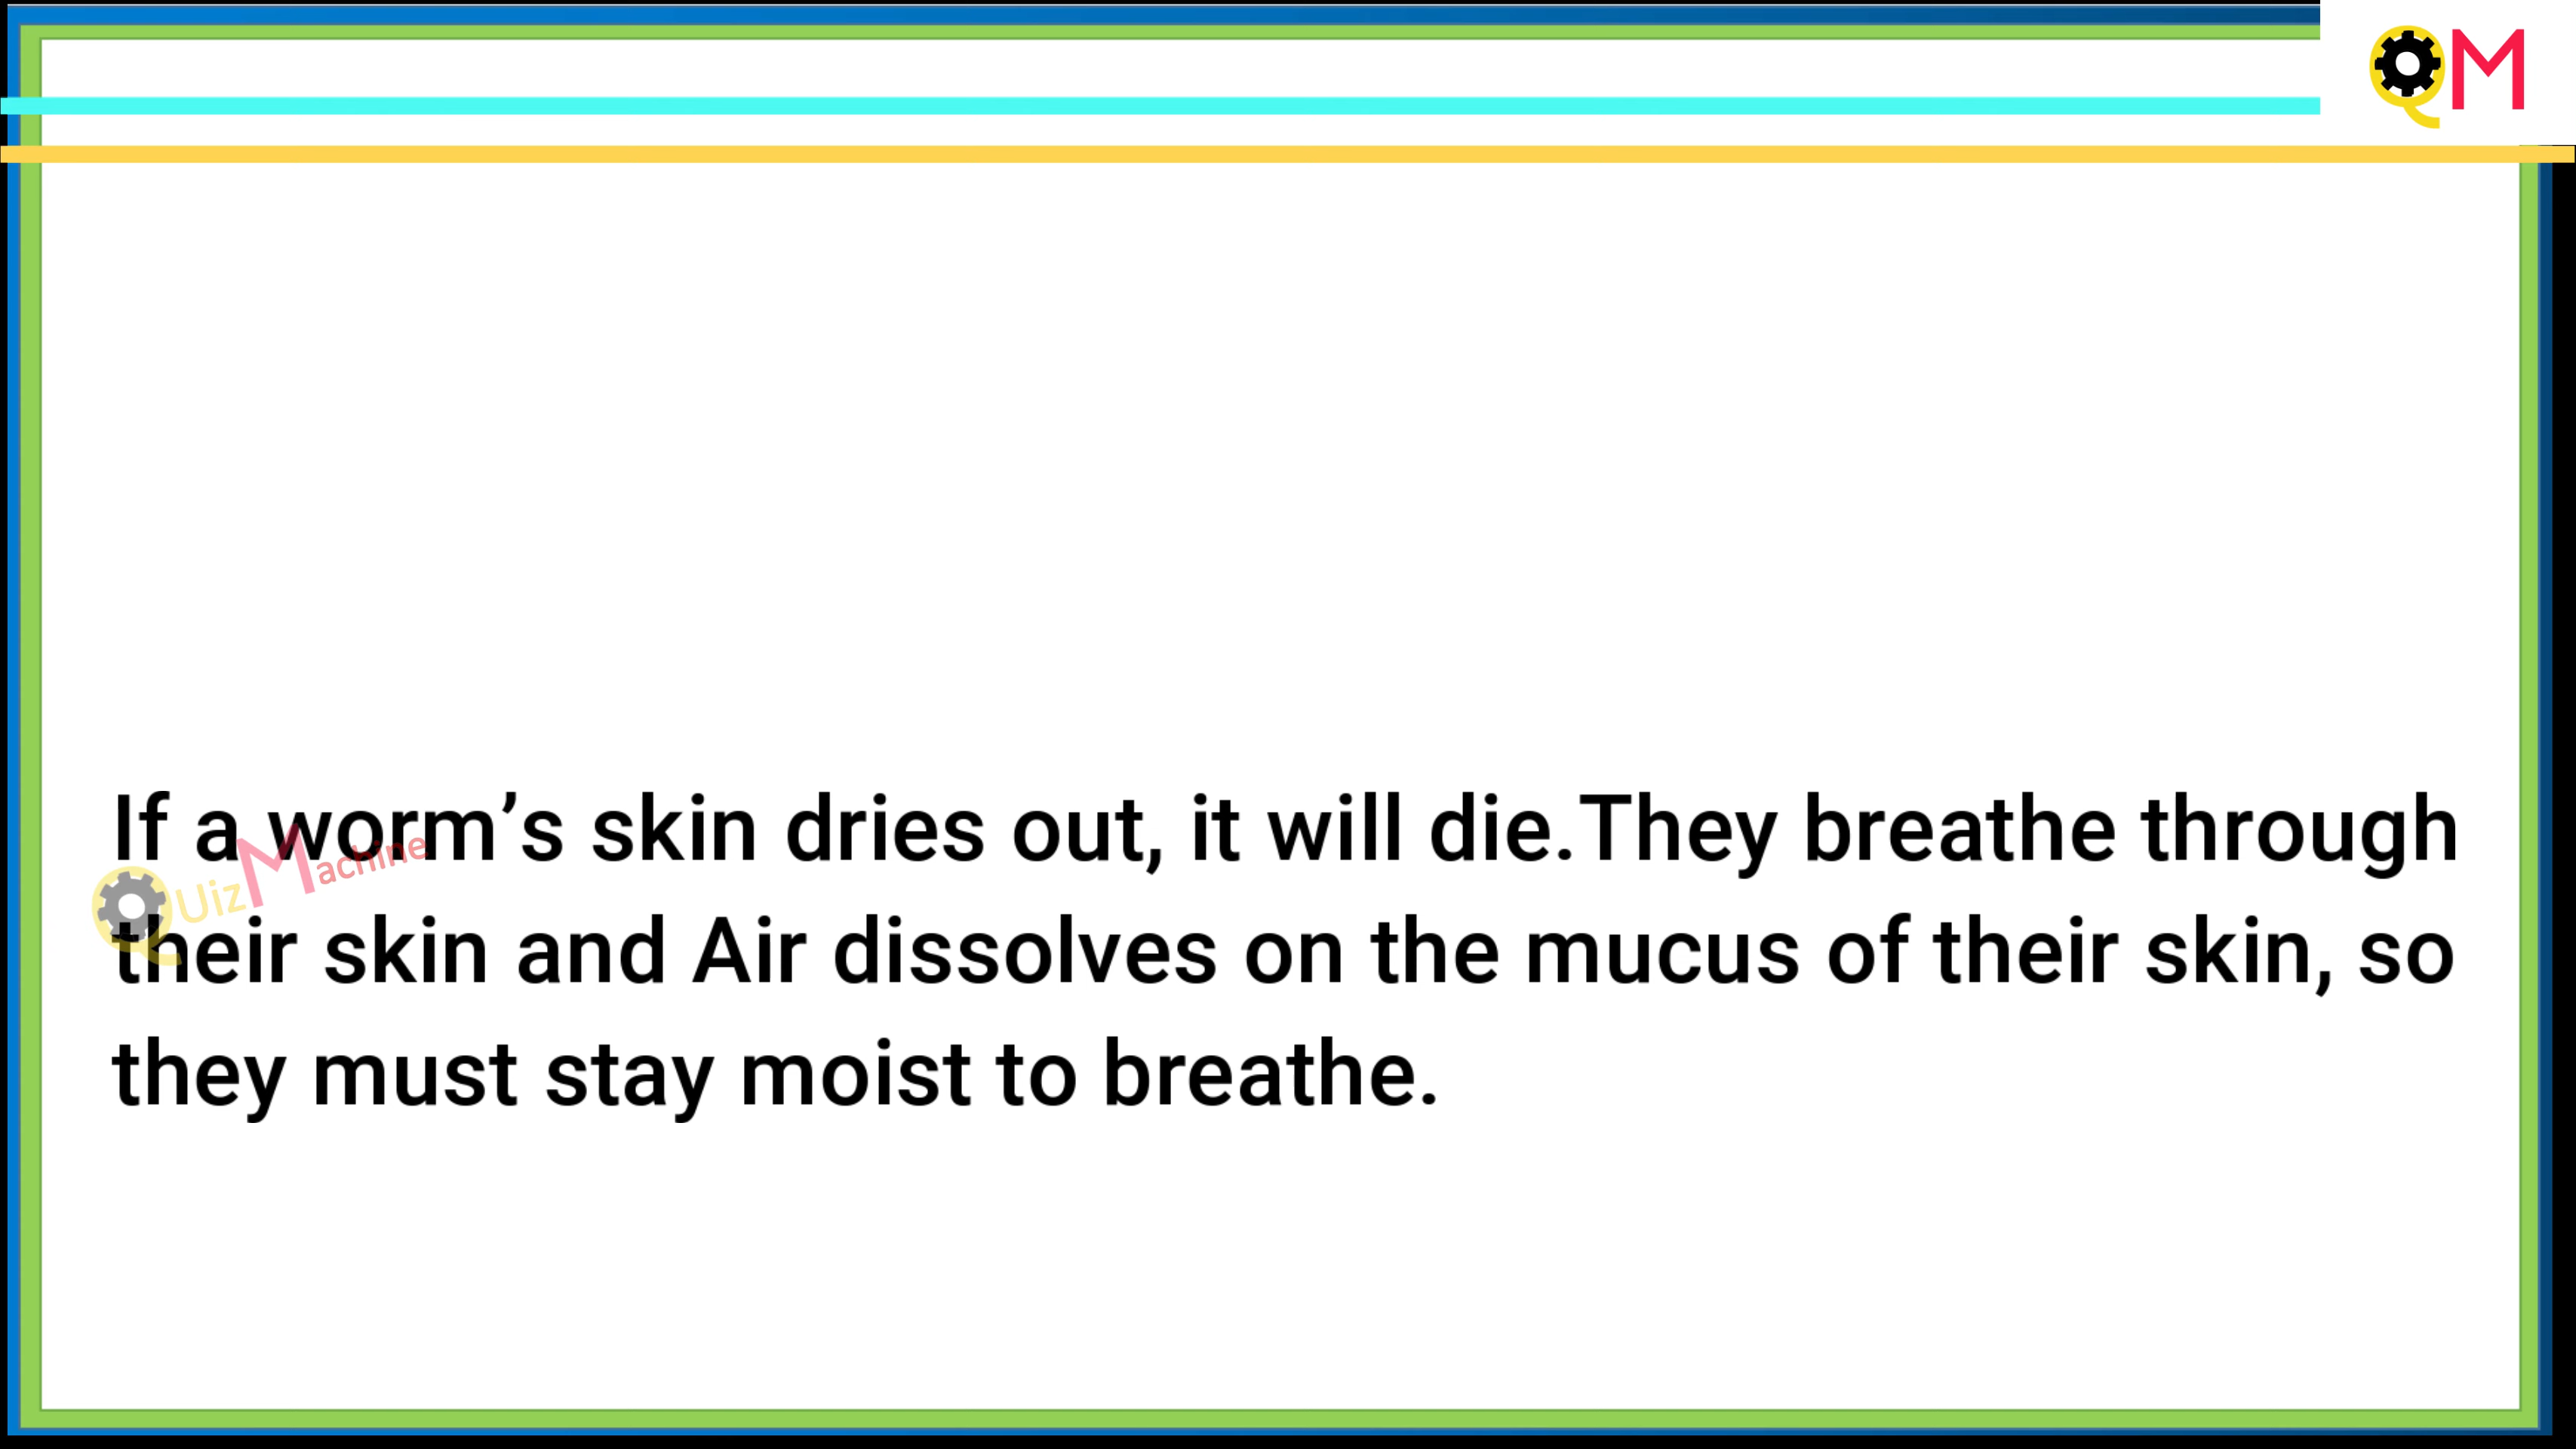 QM
If a worm’s skin dries out, it will die.They breathe through
QUizMachine
their skin and Air dissolves on the mucus of their skin, so
they must stay moist to breathe.